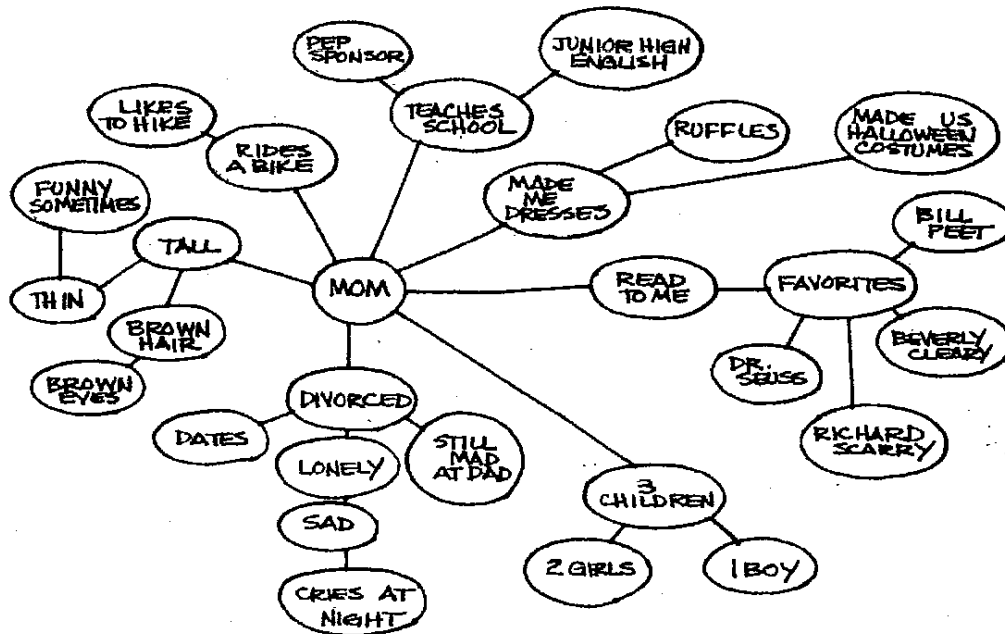 PEP
SPONSOR
JUNIOR HIGH
ENGLISH
TEACHES
SCHOOL
LIKES
TO HIKE
RIDES
A BIKE
RUFFLES
MADE US
HALLOWEEN
COSTUMES
MADE
ME
DRESSES
FUNNY
SOMETIMES
TALL
THIN
BROWN
HAIR
BROWN
EYES
MOM
READ
TO ME
FAVORITES
BILL
PEET
BEVERLY
CLEARY
DR.
SEUSS
RICHARD
SCARRY
DIVORCED
DATES
LONELY
STILL
MAD
AT DAD
SAD
CRIES AT
NIGHT
3
CHILDREN
2 GIRLS
1 BOY